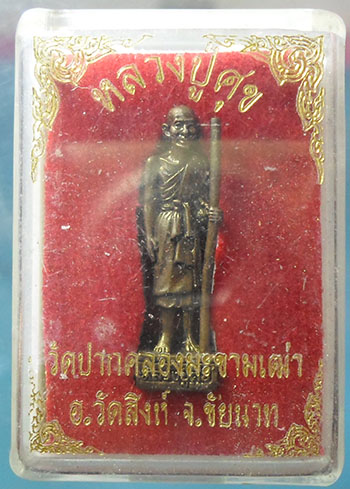 หลวงปู่ศุข
วัดปากคลองมะขามเฒ่า
อ.วัดสิงห์ จ.ชัยนาท